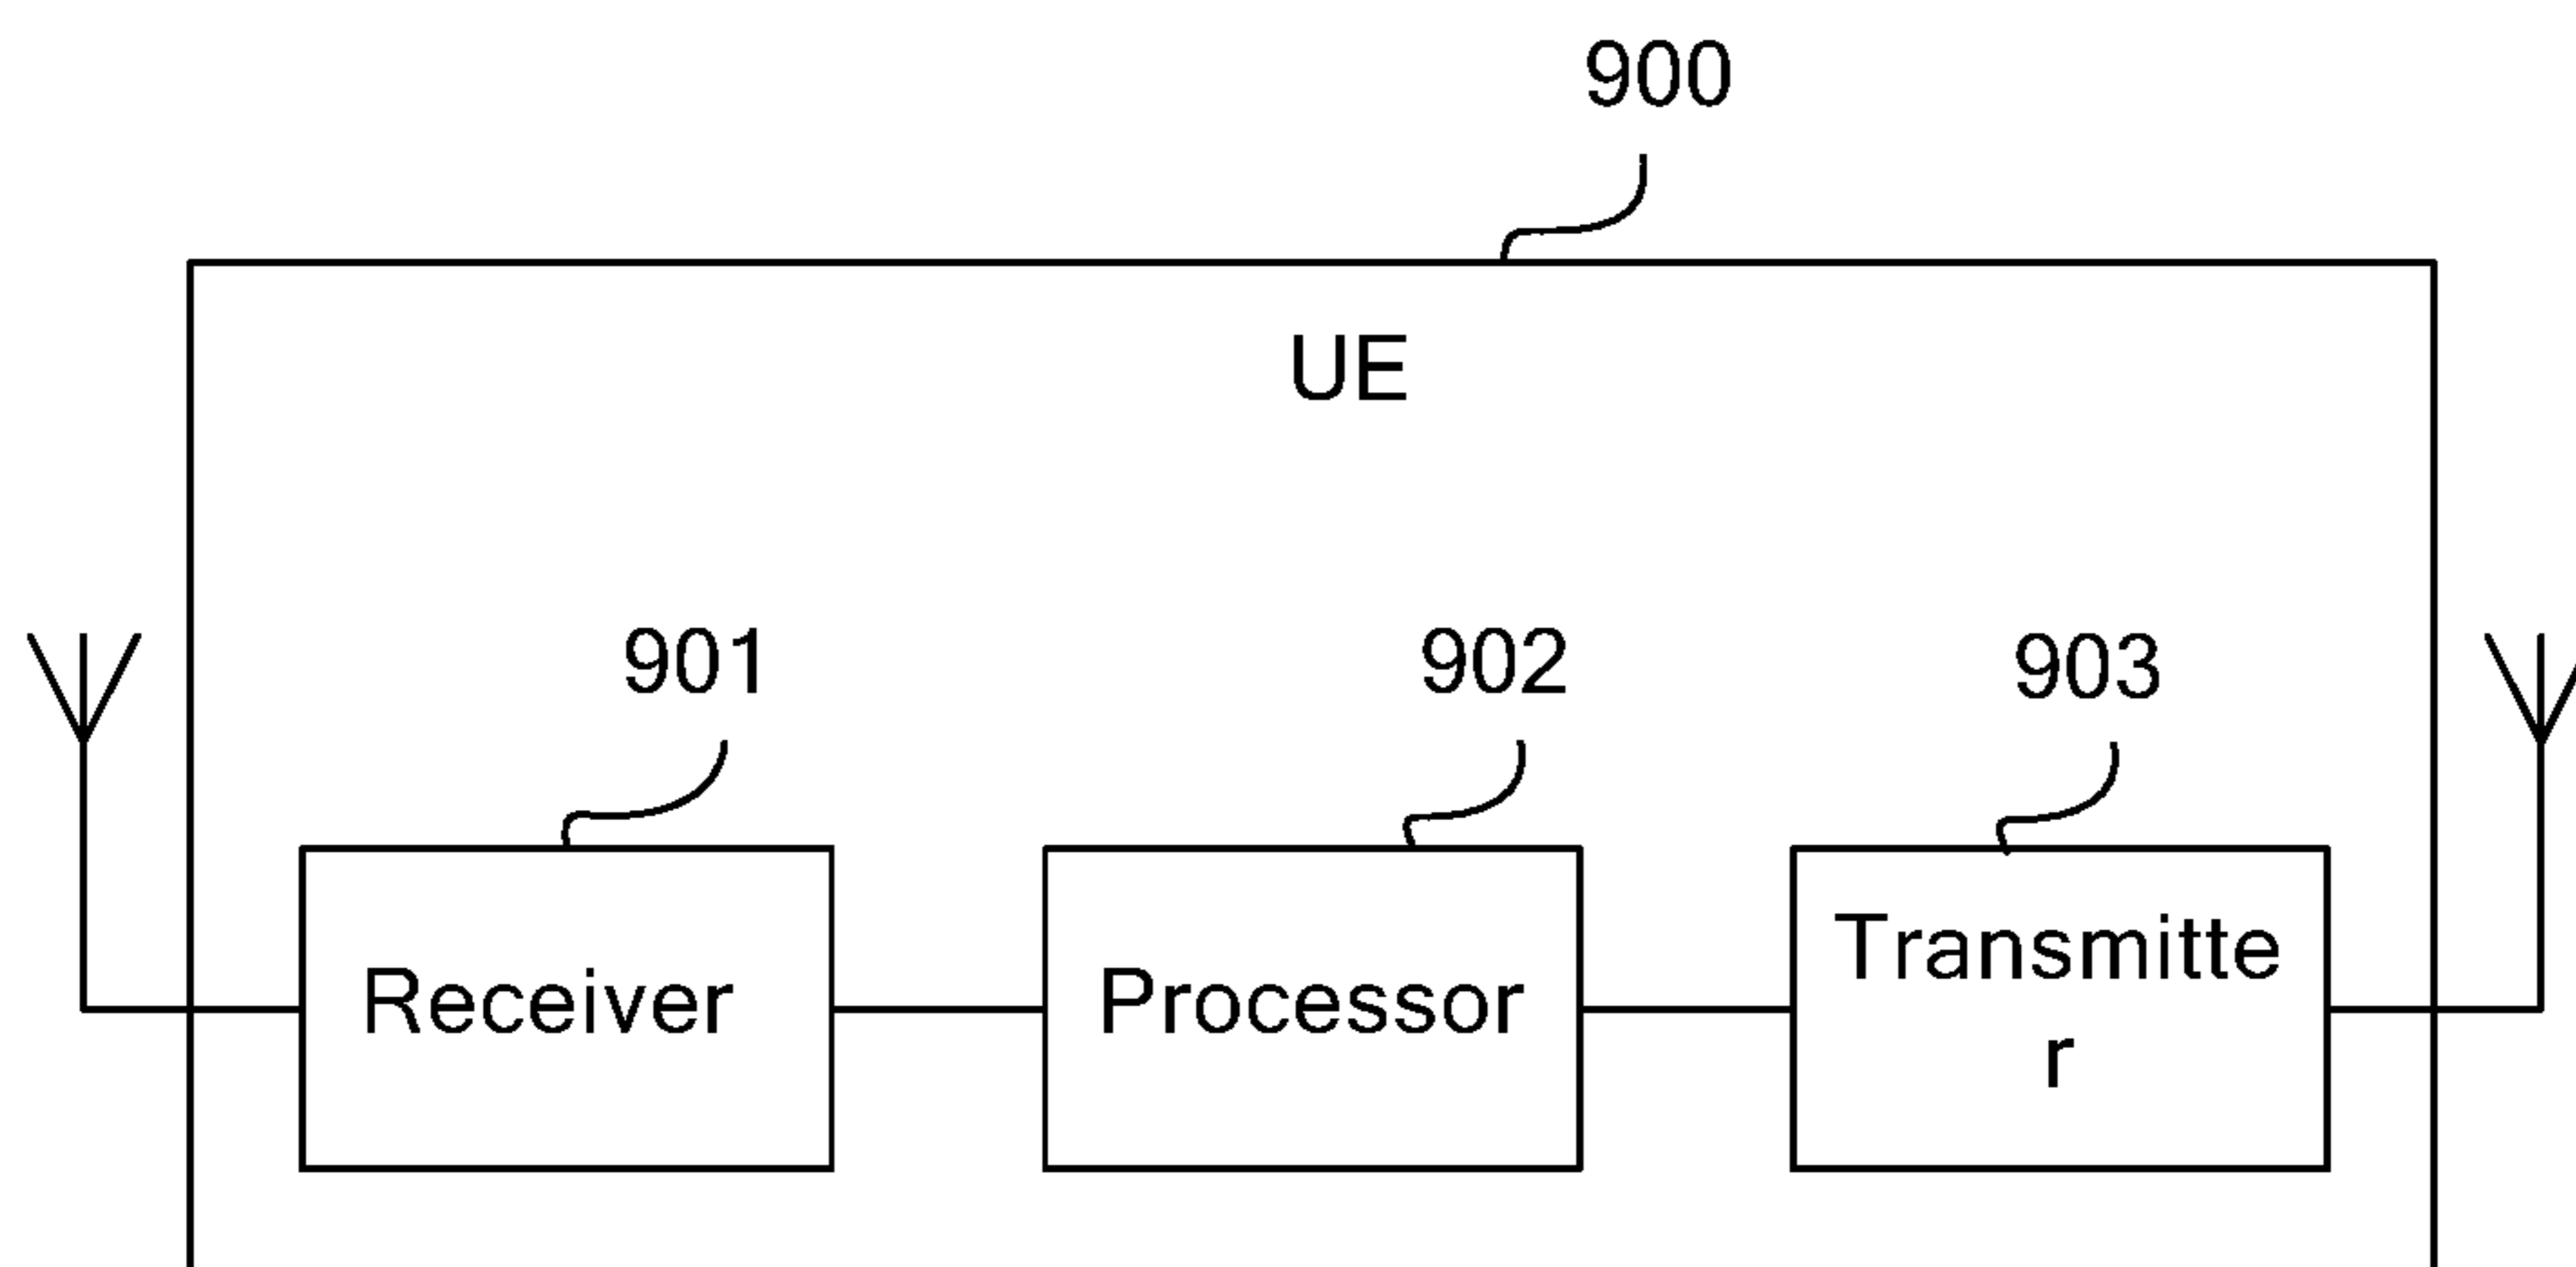 900
UE
901
902
903
Receiver
Processor
Transmitte
r